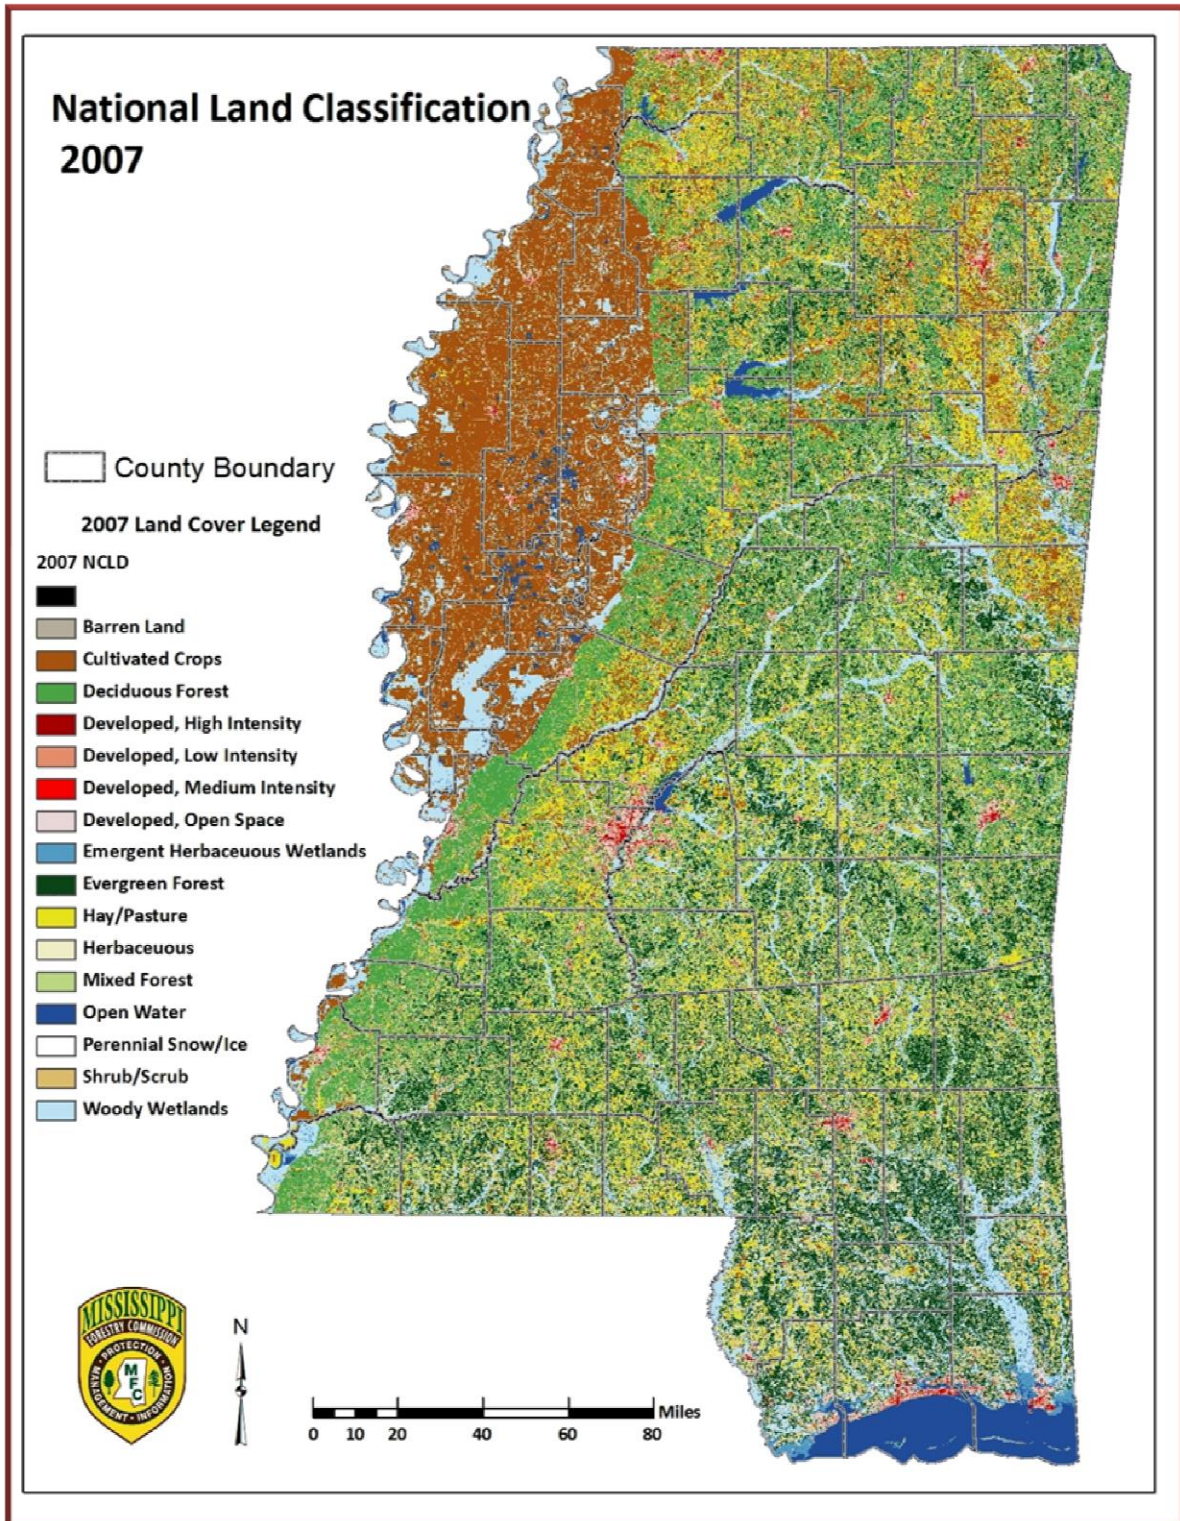 National Land Classification
2007
County Boundary
2007 Land Cover Legend
2007 NCLD
Barren Land
Cultivated Crops
Deciduous Forest
Developed, High Intensity
Developed, Low Intensity
Developed, Medium Intensity
Developed, Open Space
Emergent Herbaceuous Wetlands
Evergreen Forest
Hay/Pasture
Herbaceuous
Mixed Forest
Open Water
Perennial Snow/Ice
Shrub/Scrub
Woody Wetlands
MISSISSIPPI
FORESTRY COMMISSION
PROTECTION
MANAGEMENT · INFORMATION
M
F
C
N
Miles
0 10 20 40 60 80